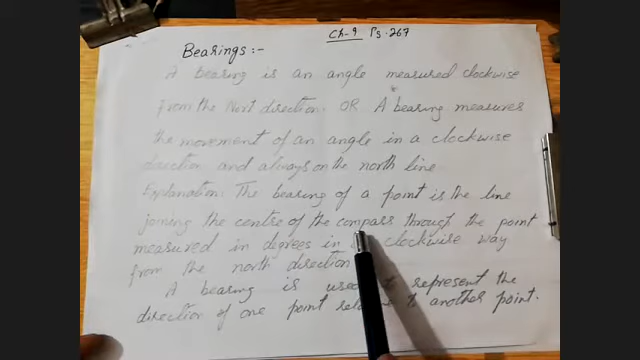 Ch-9 Pg.267
Bearings:-
A bearing is an angle measured clockwise
from the Nort direction. OR A bearing measures
the movement of an angle in a clockwise
direction and always on the north line
Explanation: The bearing of a point is the line
joining the centre of the compass through the point
measured in degrees in clockwise way
from the north direction
A bearing is used to represent the
direction of one point to another point.